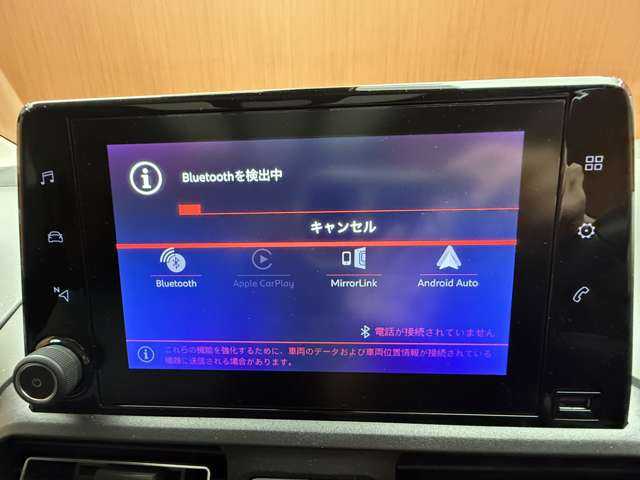 Bluetoothを検出中
キャンセル
Bluetooth
Apple CarPlay
MirrorLink
Android Auto
電話が接続されていません
これらの機能を強化するために、車両のデータおよび車両位置情報が接続されている
機器に送信される場合があります。
N